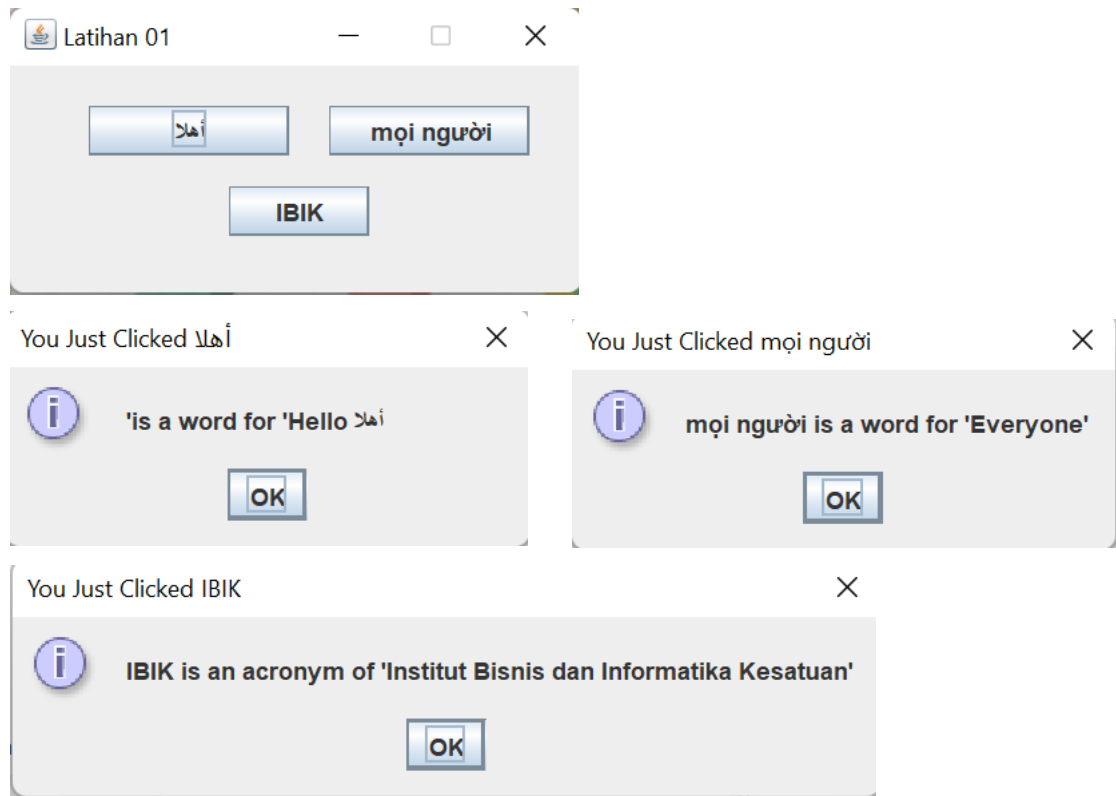 Latihan 01
أهلا
mọi người
IBIK
You Just Clicked أهلا
'is a word for 'Hello أهلا
OK
You Just Clicked mọi người
mọi người is a word for 'Everyone'
OK
You Just Clicked IBIK
IBIK is an acronym of 'Institut Bisnis dan Informatika Kesatuan'
OK